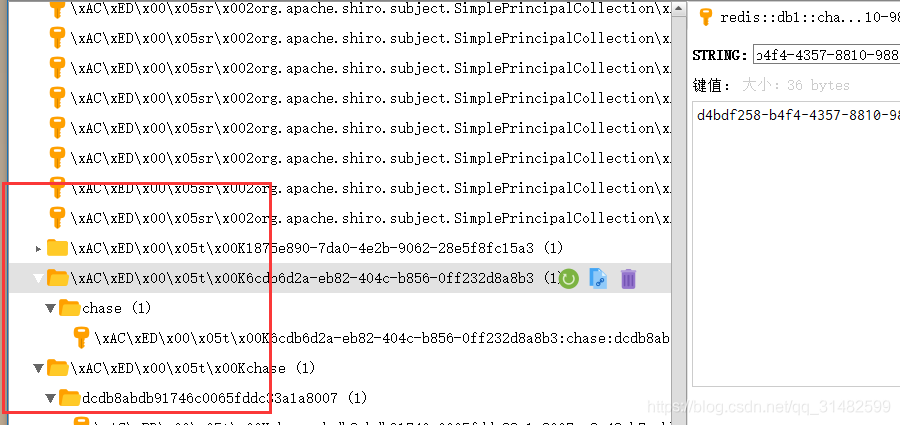 \xAC\xED\x00\x05sr\x002org.apache.shiro.subject.SimplePrincipalCollection\x
\xAC\xED\x00\x05sr\x002org.apache.shiro.subject.SimplePrincipalCollection\x
\xAC\xED\x00\x05sr\x002org.apache.shiro.subject.SimplePrincipalCollection\x
\xAC\xED\x00\x05sr\x002org.apache.shiro.subject.SimplePrincipalCollection\x
\xAC\xED\x00\x05sr\x002org.apache.shiro.subject.SimplePrincipalCollection\x
\xAC\xED\x00\x05sr\x002org.apache.shiro.subject.SimplePrincipalCollection\x
\xAC\xED\x00\x05sr\x002org.apache.shiro.subject.SimplePrincipalCollection\x
\xAC\xED\x00\x05sr\x002org.apache.shiro.subject.SimplePrincipalCollection\x
\xAC\xED\x00\x05t\x00K1875e890-7da0-4e2b-9062-28e5f8fc15a3 (1)
\xAC\xED\x00\x05t\x00K6cdb6d2a-eb82-404c-b856-0ff232d8a8b3 (1)
chase (1)
\xAC\xED\x00\x05t\x00K6cdb6d2a-eb82-404c-b856-0ff232d8a8b3:chase:dcdb8ab
\xAC\xED\x00\x05t\x00Kchase (1)
dcdb8abdb91746c0065fddc33a1a8007 (1)
redis::db1::cha...10-98
STRING: b4f4-4357-8810-988
键值: 大小: 36 bytes
d4bdf258-b4f4-4357-8810-98
https://blog.csdn.net/qq_31482599